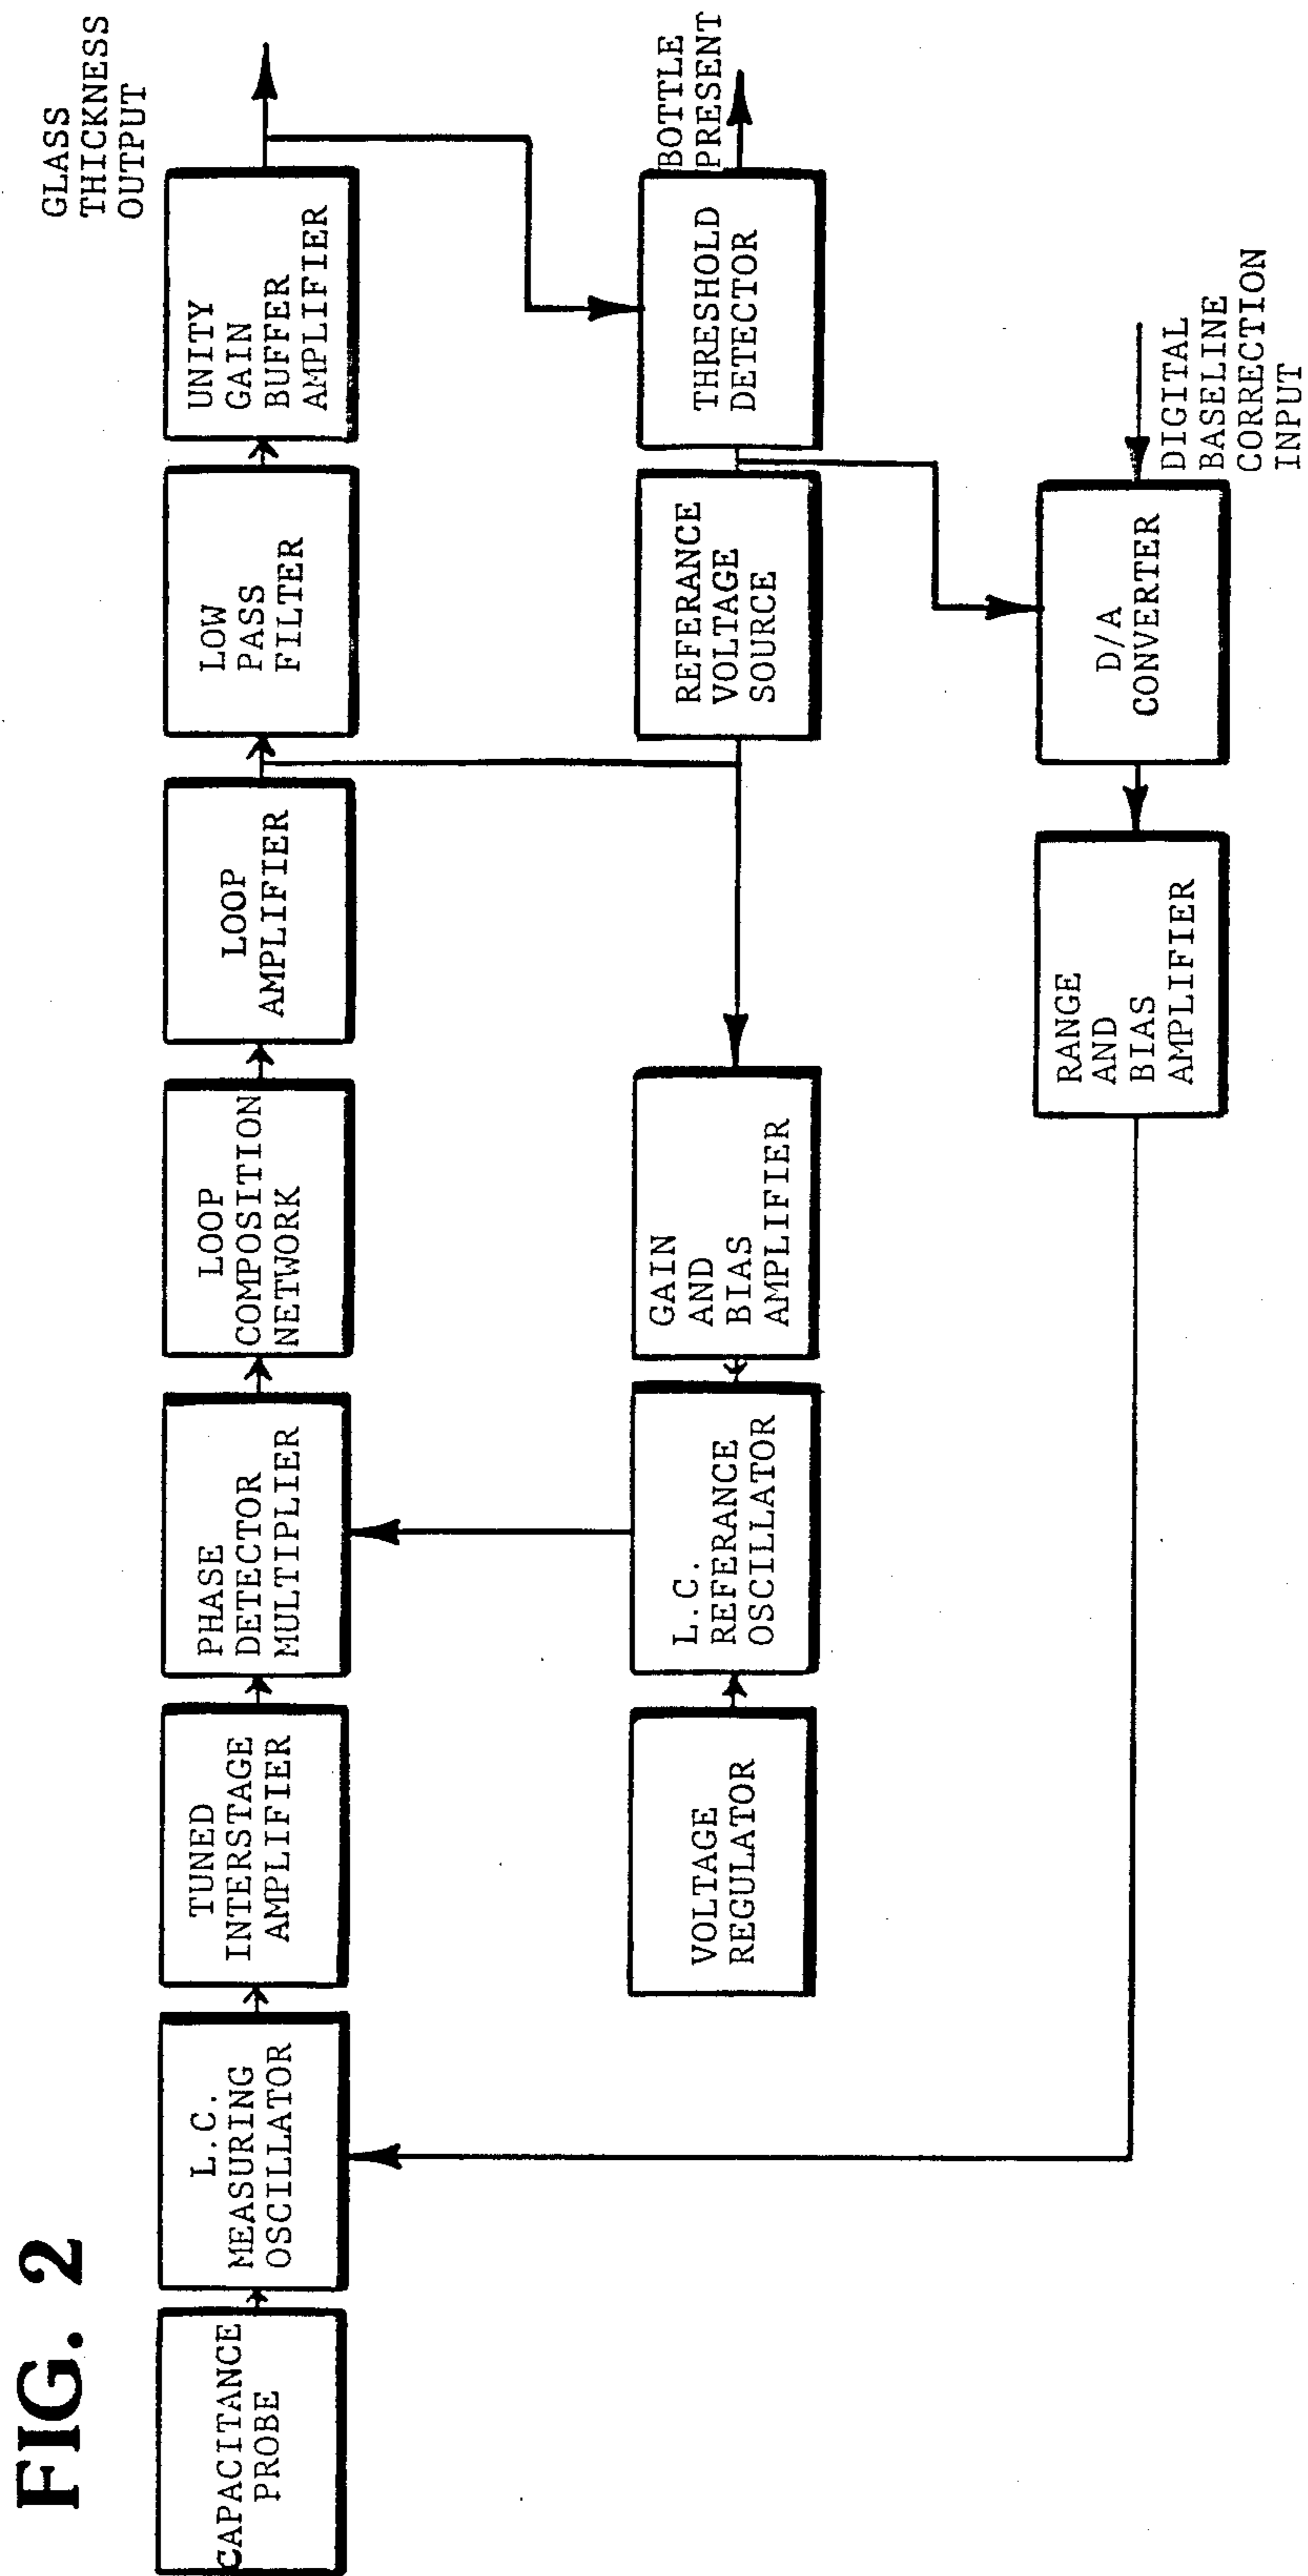 FIG. 2
CAPACITANCE
PROBE
L.C.
MEASURING
OSCILLATOR
TUNED
INTERSTAGE
AMPLIFIER
PHASE
DETECTOR
MULTIPLIER
LOOP
COMPOSITION
NETWORK
LOOP
AMPLIFIER
LOW
PASS
FILTER
UNITY
GAIN
BUFFER
AMPLIFIER
GLASS
THICKNESS
OUTPUT
VOLTAGE
REGULATOR
L.C.
REFERANCE
OSCILLATOR
GAIN
AND
BIAS
AMPLIFIER
REFERANCE
VOLTAGE
SOURCE
THRESHOLD
DETECTOR
BOTTLE
PRESENT
RANGE
AND
BIAS
AMPLIFIER
D/A
CONVERTER
DIGITAL
BASELINE
CORRECTION
INPUT